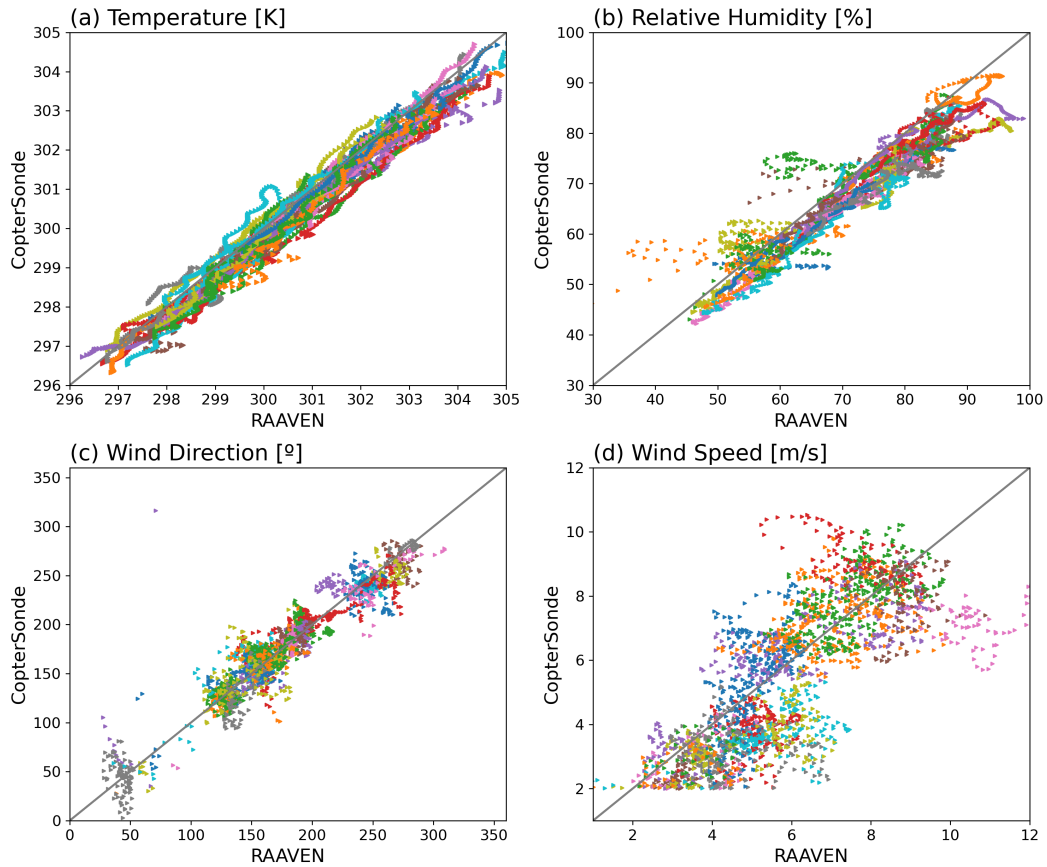 (a) Temperature [K]
305
304
303
302
301
300
299
298
297
296
CopterSonde
296 297 298 299 300 301 302 303 304 305
RAAVEN
(b) Relative Humidity [%]
100
90
80
70
60
50
40
30
CopterSonde
30 40 50 60 70 80 90 100
RAAVEN
(c) Wind Direction [º]
350
300
250
200
150
100
50
0
CopterSonde
0 50 100 150 200 250 300 350
RAAVEN
(d) Wind Speed [m/s]
12
10
8
6
4
2
CopterSonde
2 4 6 8 10 12
RAAVEN